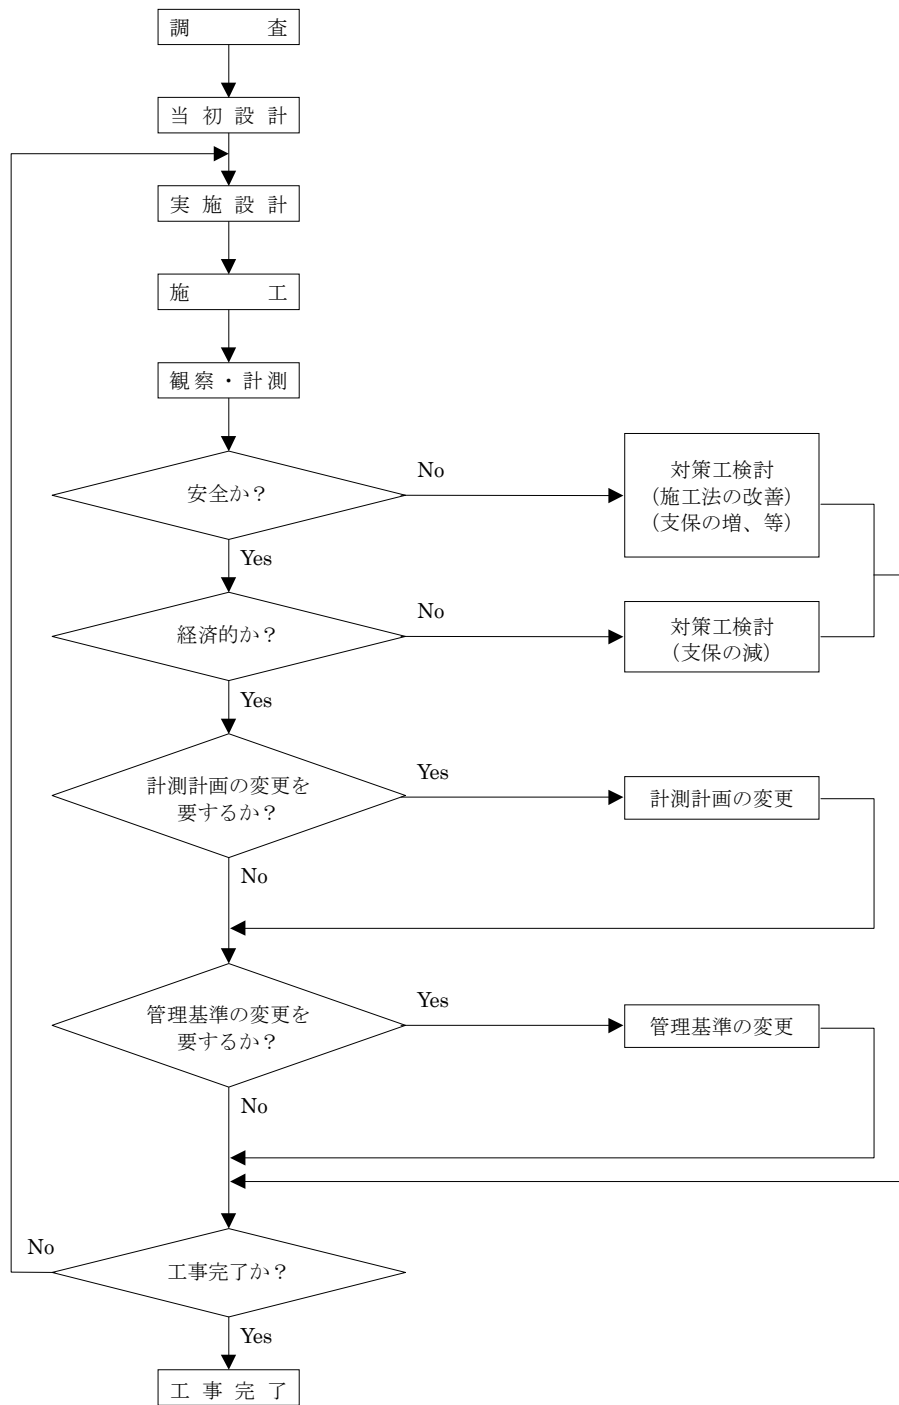 調査
当初設計
実施設計
施工
観察・計測
安全か？
No
対策工検討
（施工法の改善）
（支保の増、等）
Yes
経済的か？
No
対策工検討
（支保の減）
Yes
計測計画の変更を
要するか？
Yes
計測計画の変更
No
管理基準の変更を
要するか？
Yes
管理基準の変更
No
工事完了か？
No
Yes
工事完了